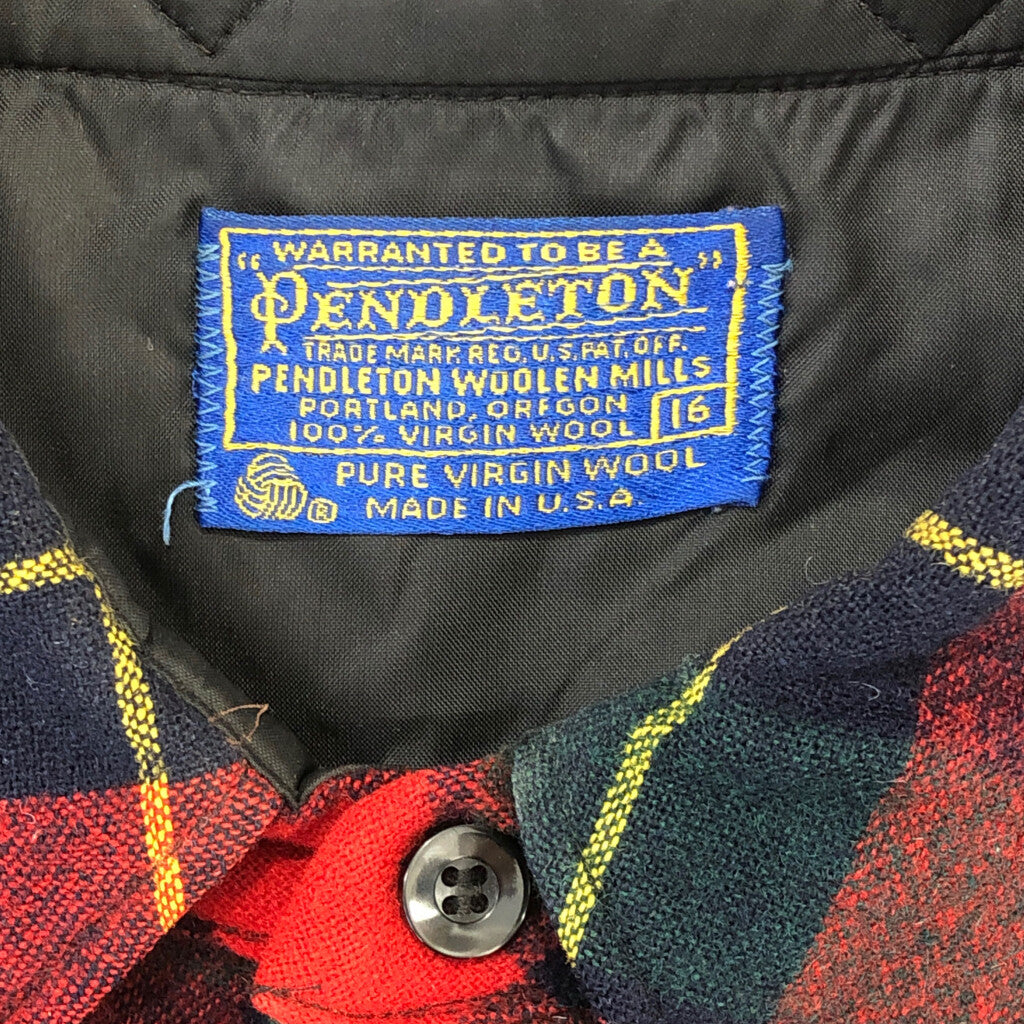 WARRANTED TO BE A
"PENDLETON"
TRADE MARK REG. U.S. PAT. OFF.
PENDLETON WOOLEN MILLS
PORTLAND, OREGON
100% VIRGIN WOOL 16
PURE VIRGIN WOOL
® MADE IN U.S.A.